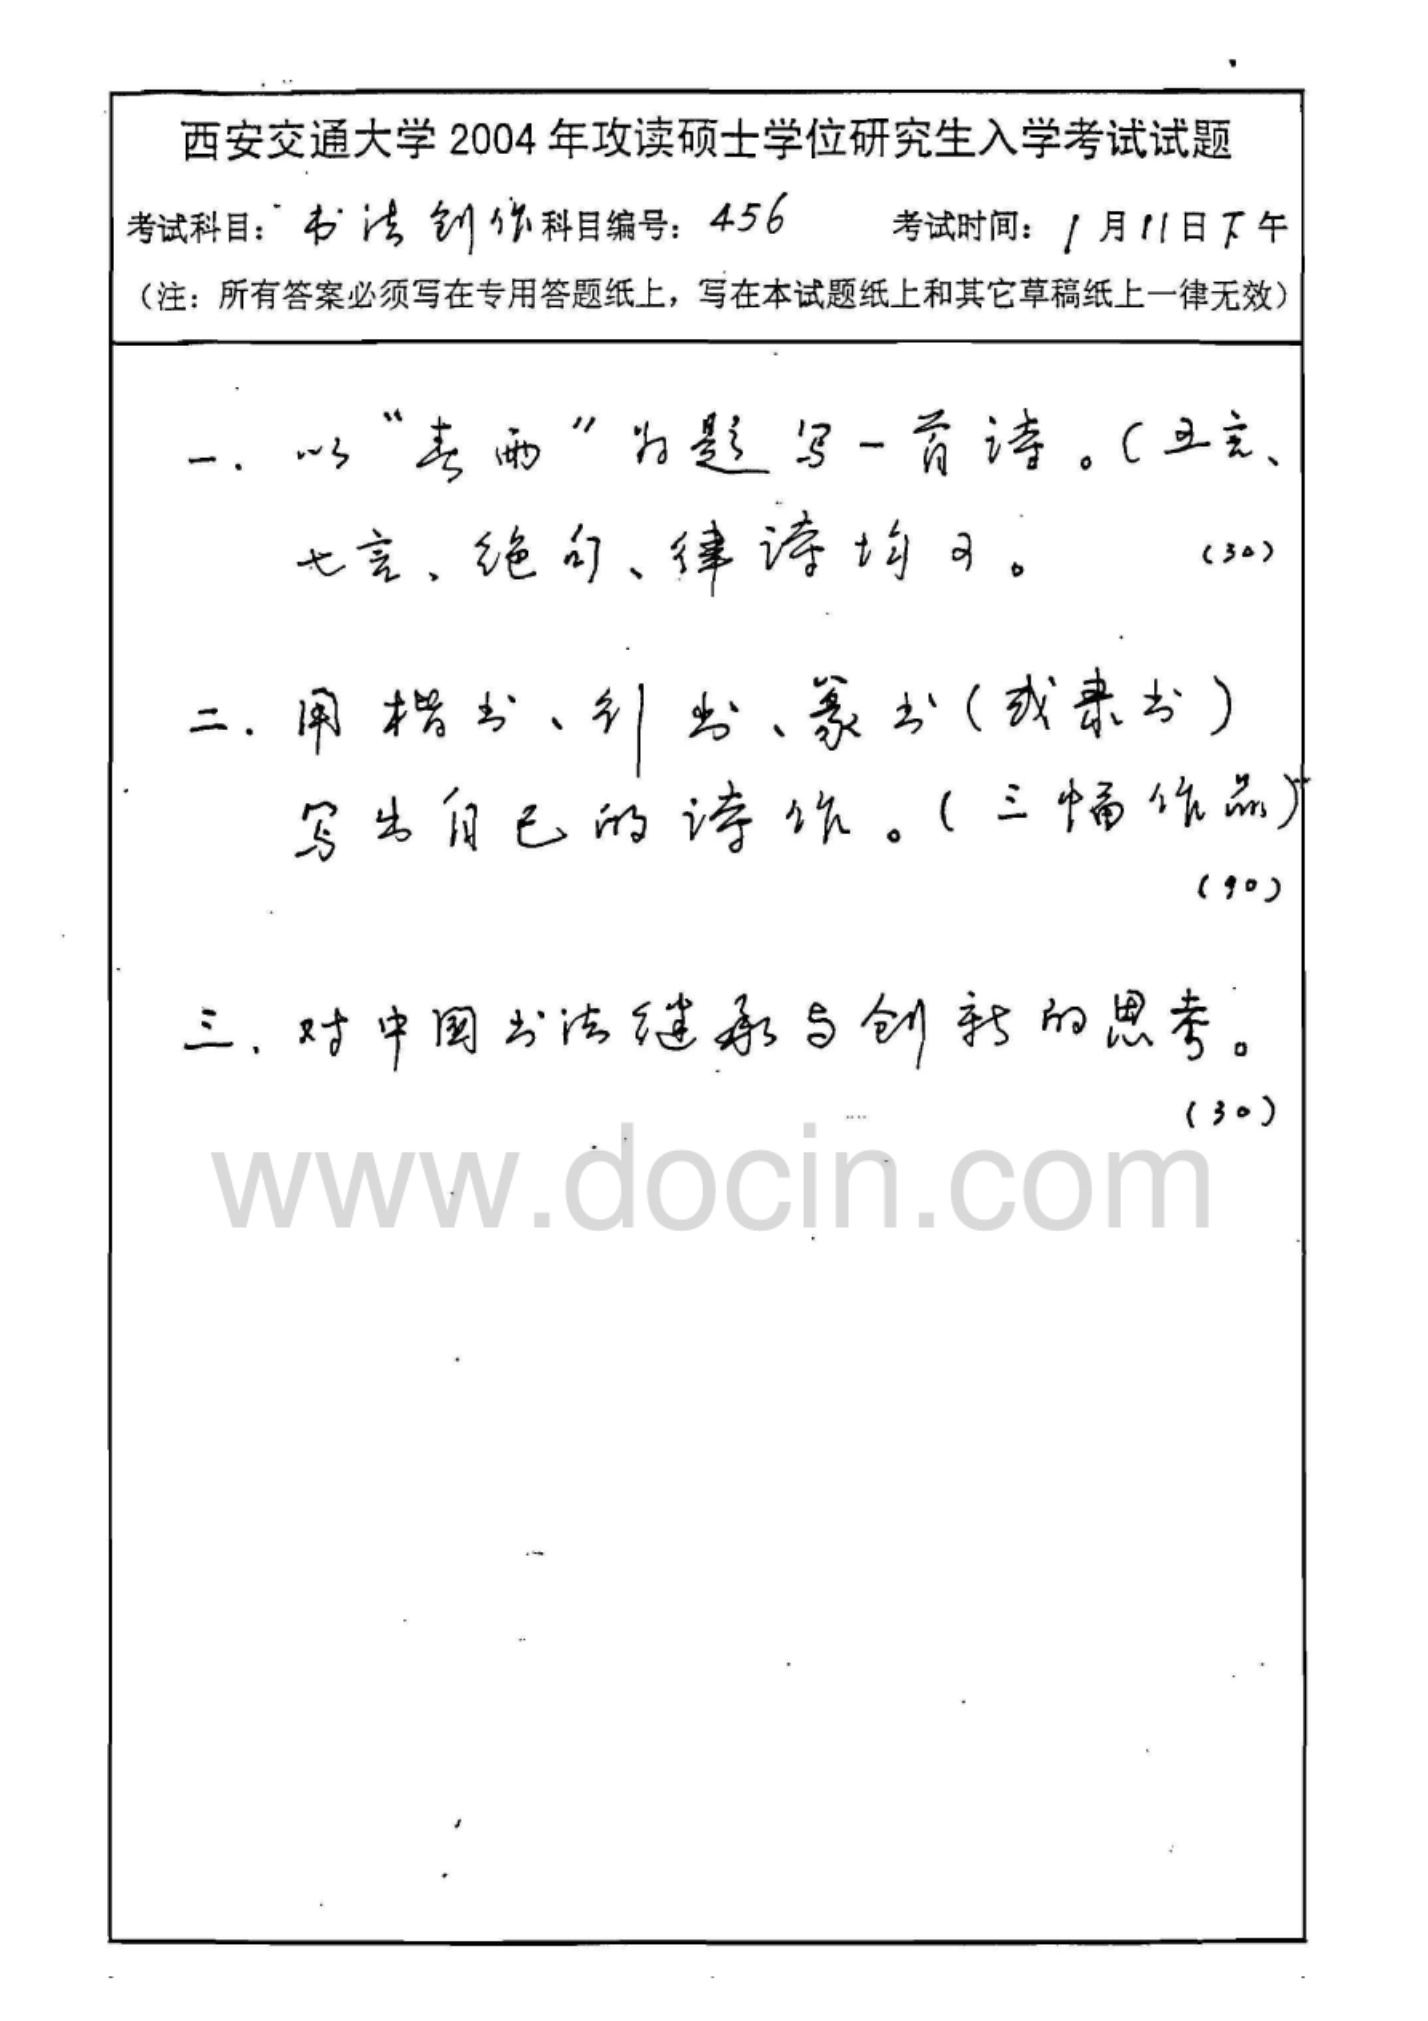 西安交通大学 2004 年攻读硕士学位研究生入学考试试题
考试科目：书法创作 科目编号：456 考试时间：1月11日下午
（注：所有答案必须写在专用答题纸上，写在本试题纸上和其它草稿纸上一律无效）
一. 以“春雨”为题写一首诗。（五言、
七言、绝句、律诗均可。 （30）
二. 用楷书、行书、篆书（或隶书）
写出自己的诗作。（三幅作品）
（90）
三. 对中国书法继承与创新的思考。
（30）
www.docin.com